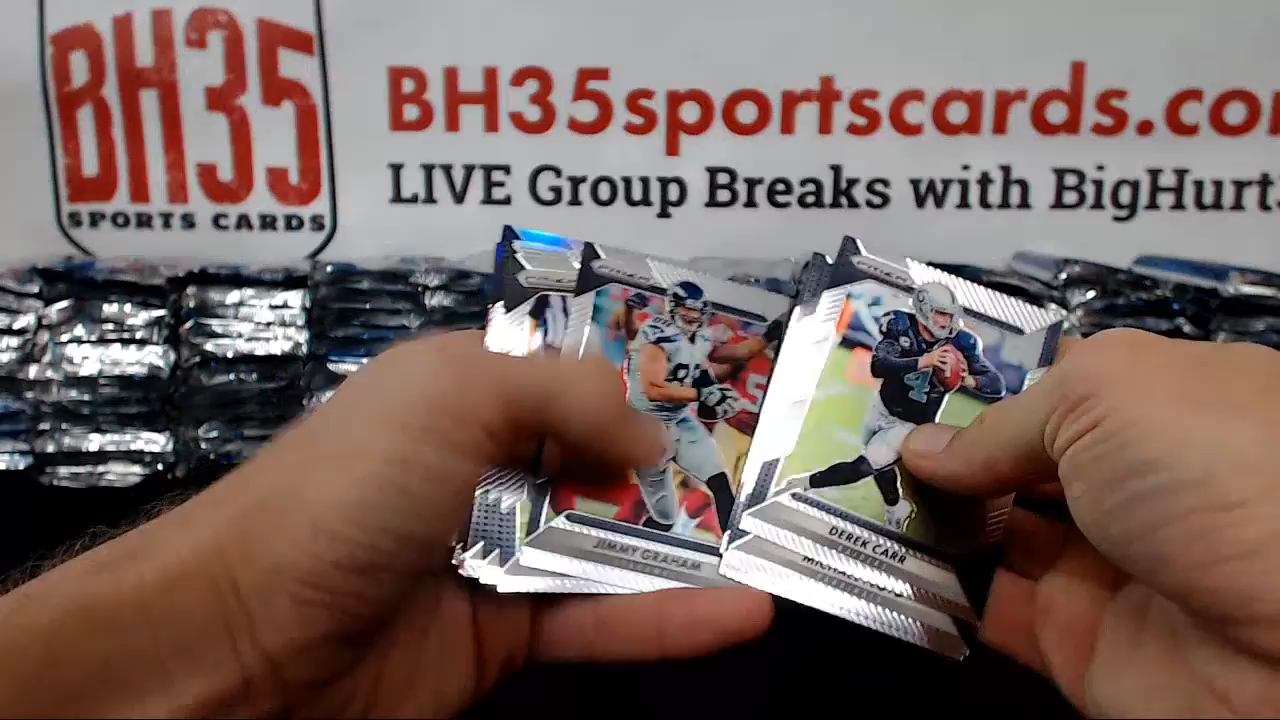 BH35
SPORTS CARDS
BH35sportscards.co
LIVE Group Breaks with BigHurt
JIMMY GRAHAM
DEREK CARR